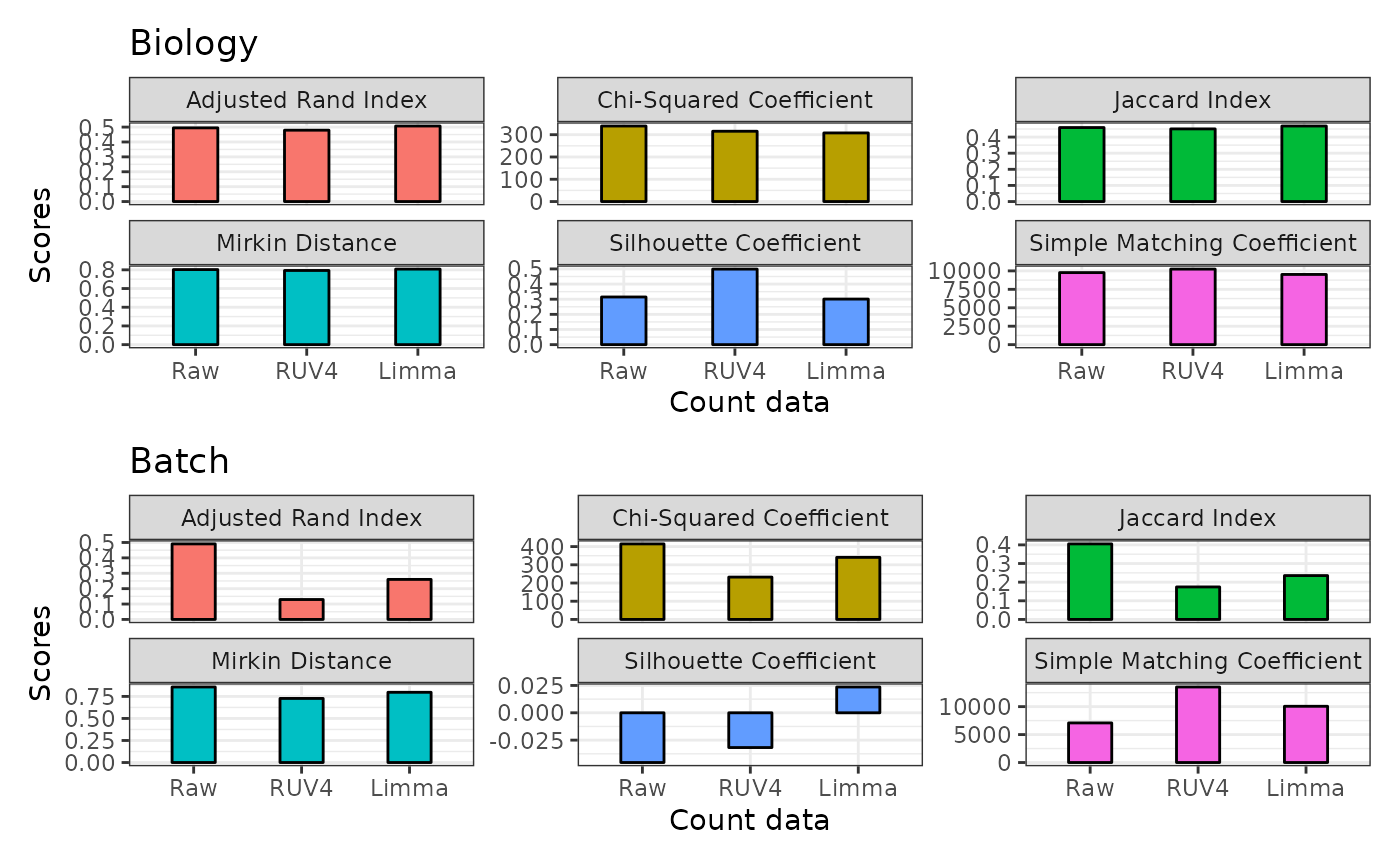 Biology
Adjusted Rand Index
Chi-Squared Coefficient
Jaccard Index
0.5
0.4
0.3
0.2
0.1
0.0
300
200
100
0
0.4
0.3
0.2
0.1
0.0
Scores
Mirkin Distance
Silhouette Coefficient
Simple Matching Coefficient
0.8
0.6
0.4
0.2
0.0
0.5
0.4
0.3
0.2
0.1
0.0
10000
7500
5000
2500
0
Raw RUV4 Limma
Raw RUV4 Limma
Raw RUV4 Limma
Count data
Batch
Adjusted Rand Index
Chi-Squared Coefficient
Jaccard Index
0.5
0.4
0.3
0.2
0.1
0.0
400
300
200
100
0
0.4
0.3
0.2
0.1
0.0
Scores
Mirkin Distance
Silhouette Coefficient
Simple Matching Coefficient
0.75
0.50
0.25
0.00
0.025
0.000
-0.025
10000
5000
0
Raw RUV4 Limma
Raw RUV4 Limma
Raw RUV4 Limma
Count data